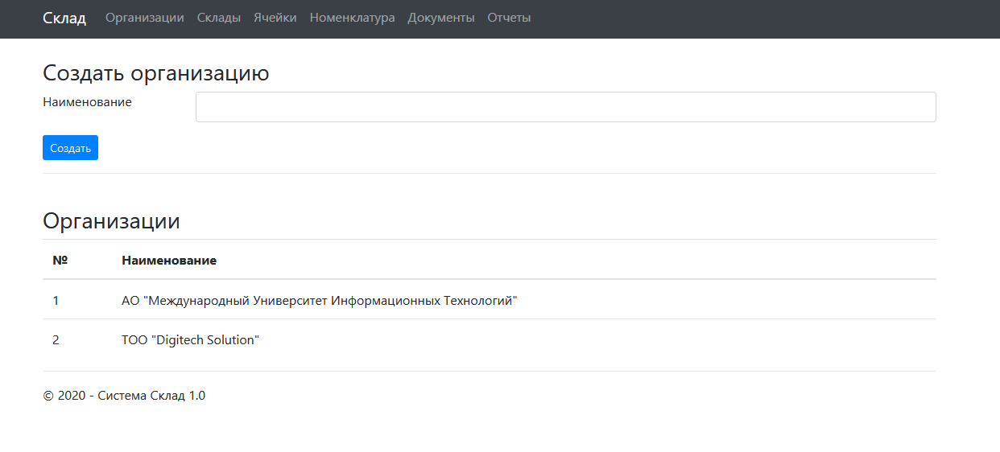 Склад Организации Склады Ячейки Номенклатура Документы Отчеты
Создать организацию
Наименование
Создать
Организации
№ Наименование
1 АО "Международный Университет Информационных Технологий"
2 ТОО "Digitech Solution"
© 2020 - Система Склад 1.0